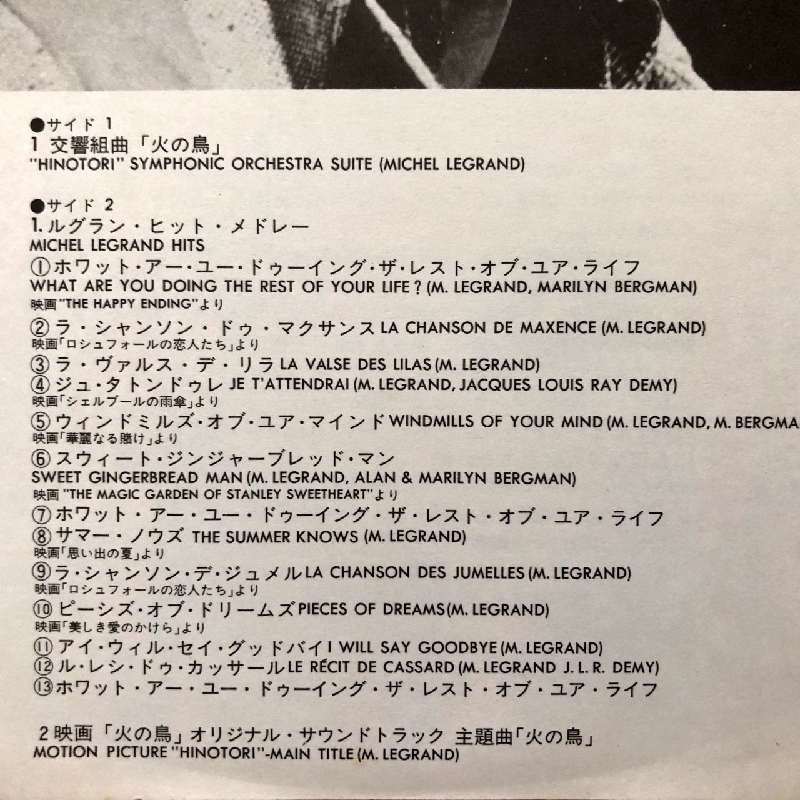 ●サイド 1
1 交響組曲「火の鳥」
"HINOTORI" SYMPHONIC ORCHESTRA SUITE (MICHEL LEGRAND)
●サイド 2
1.ルグラン・ヒット・メドレー
MICHEL LEGRAND HITS
①ホワット・アー・ユー・ドゥーイング・ザ・レスト・オブ・ユア・ライフ
WHAT ARE YOU DOING THE REST OF YOUR LIFE? (M. LEGRAND, MARILYN BERGMAN)
映画"THE HAPPY ENDING"より
②ラ・シャンソン・ドゥ・マクサンス LA CHANSON DE MAXENCE (M. LEGRAND)
映画「ロシュフォールの恋人たち」より
③ラ・ヴァルス・デ・リラ LA VALSE DES LILAS (M. LEGRAND)
④ジュ・タトンドゥレ JE T'ATTENDRAI (M. LEGRAND, JACQUES LOUIS RAY DEMY)
映画「シェルブールの雨傘」より
⑤ウィンドミルズ・オブ・ユア・マインド WINDMILLS OF YOUR MIND (M. LEGRAND, M. BERGMA
映画「華麗なる賭け」より
⑥スウィート・ジンジャーブレッド・マン
SWEET GINGERBREAD MAN (M. LEGRAND, ALAN & MARILYN BERGMAN)
映画 "THE MAGIC GARDEN OF STANLEY SWEETHEART"より
⑦ホワット・アー・ユー・ドゥーイング・ザ・レスト・オブ・ユア・ライフ
⑧サマー・ノウズ THE SUMMER KNOWS (M. LEGRAND)
映画「思い出の夏」より
⑨ラ・シャンソン・デ・ジュメル LA CHANSON DES JUMELLES (M. LEGRAND)
映画「ロシュフォールの恋人たち」より
⑩ピーシズ・オブ・ドリームズ PIECES OF DREAMS (M. LEGRAND)
映画「美しき愛のかけら」より
⑪アイ・ウィル・セイ・グッドバイ I WILL SAY GOODBYE (M. LEGRAND)
⑫ル・レシ・ドゥ・カッサール LE RÉCIT DE CASSARD (M. LEGRAND J. L. R. DEMY)
⑬ホワット・アー・ユー・ドゥーイング・ザ・レスト・オブ・ユア・ライフ
2 映画「火の鳥」オリジナル・サウンドトラック 主題曲「火の鳥」
MOTION PICTURE "HINOTORI"-MAIN TITLE (M. LEGRAND)